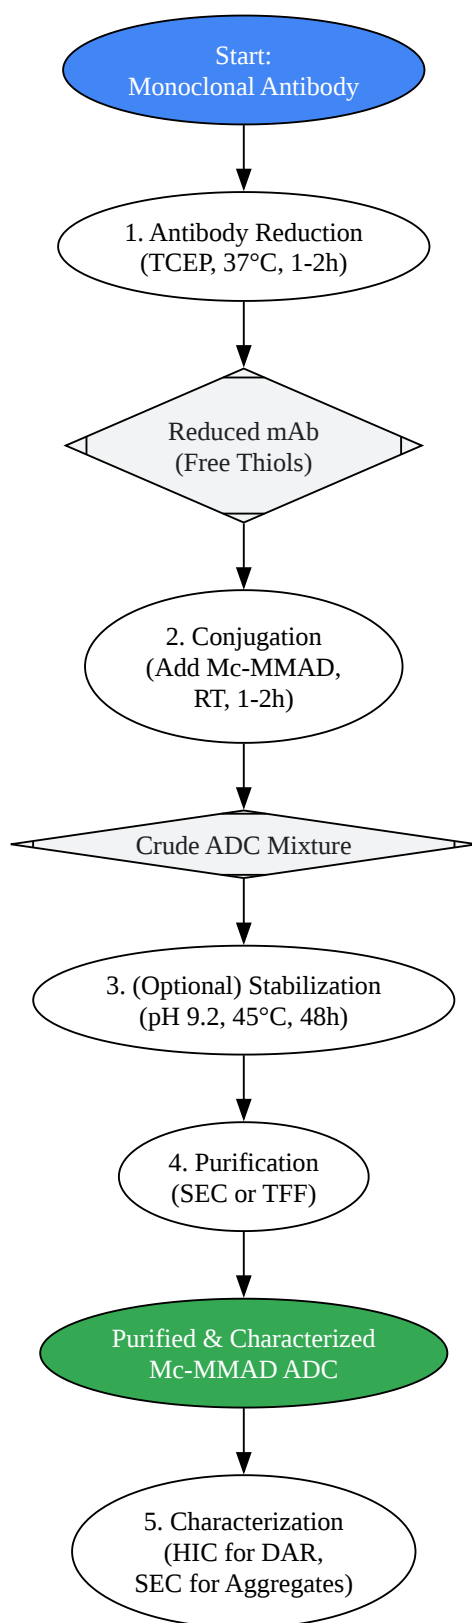 Start:
Monoclonal Antibody
1. Antibody Reduction
(TCEP, 37°C, 1-2h)
Reduced mAb
(Free Thiols)
2. Conjugation
(Add Mc-MMAD,
RT, 1-2h)
Crude ADC Mixture
3. (Optional) Stabilization
(pH 9.2, 45°C, 48h)
4. Purification
(SEC or TFF)
Purified & Characterized
Mc-MMAD ADC
5. Characterization
(HIC for DAR,
SEC for Aggregates)